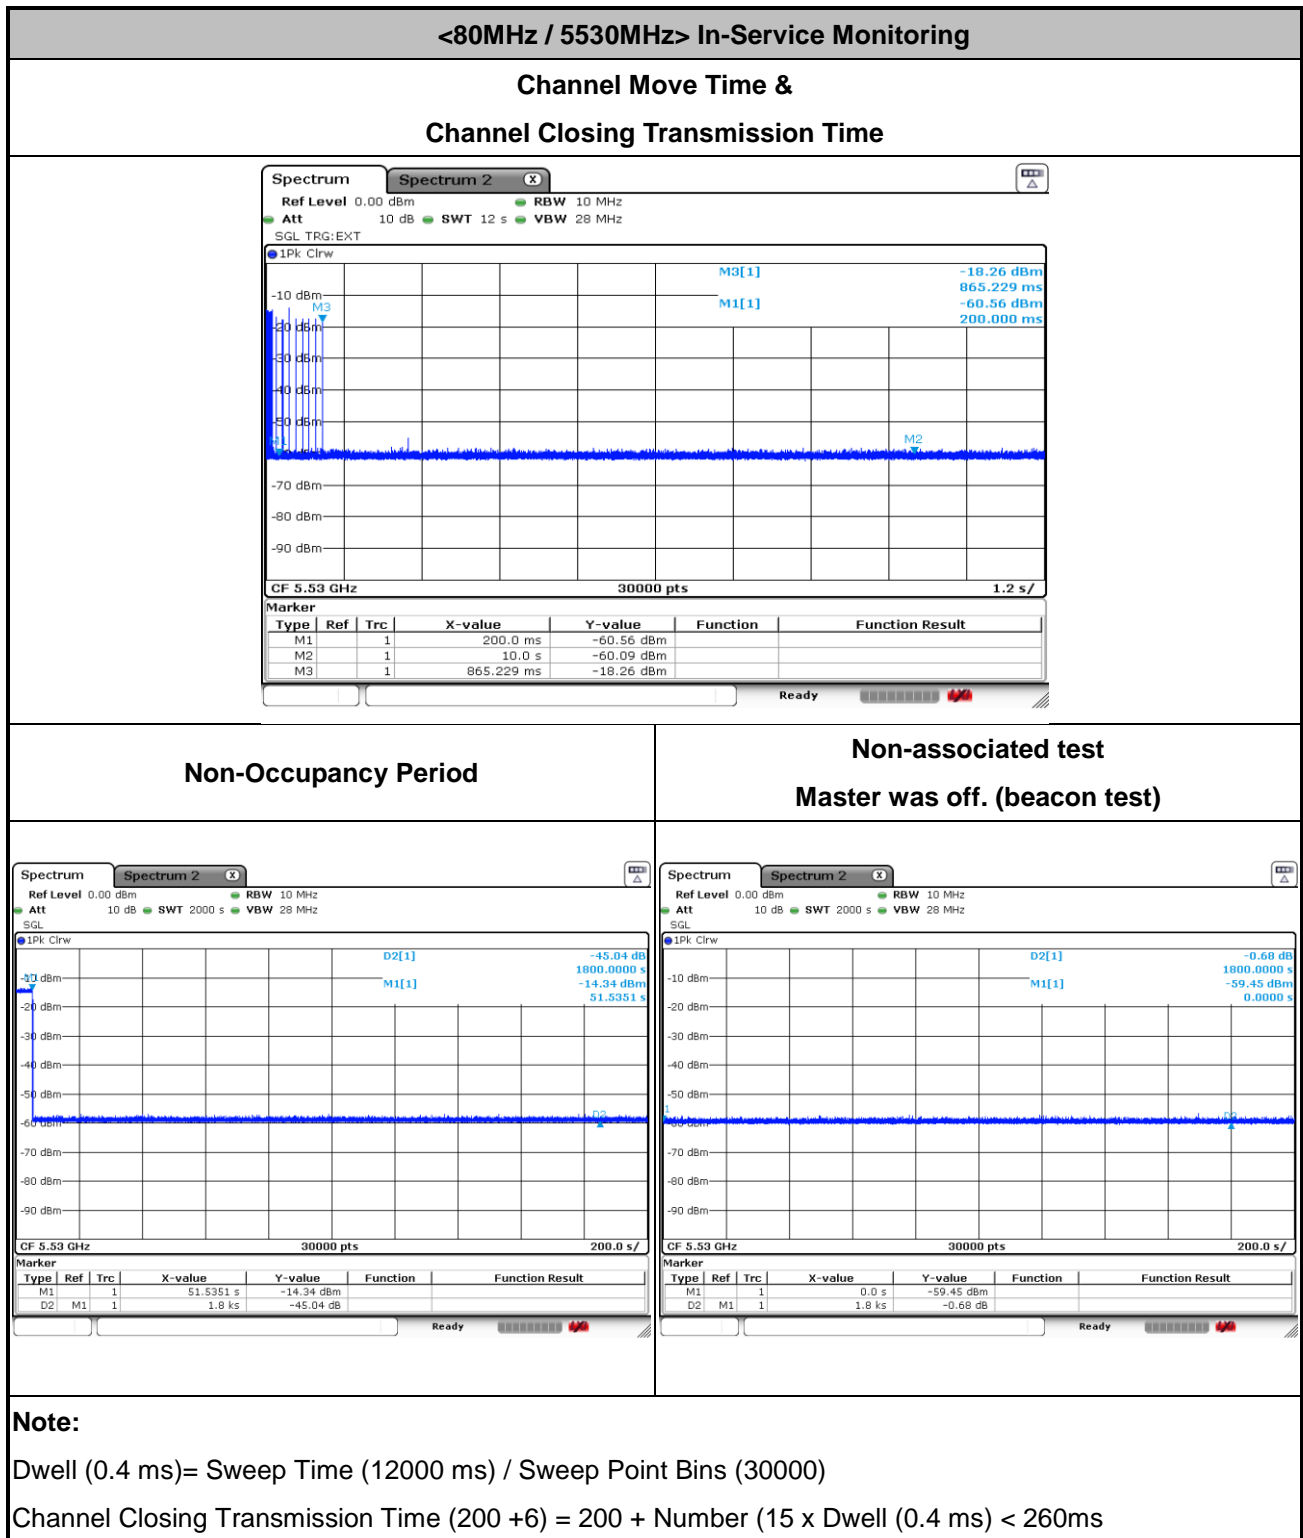 <80MHz / 5530MHz> In-Service Monitoring
Channel Move Time &
Channel Closing Transmission Time
Spectrum Spectrum 2 X
Ref Level 0.00 dBm RBW 10 MHz
Att 10 dB SWT 12 s VBW 28 MHz
SGL TRG:EXT
1Pk Clrw
M3[1] -18.26 dBm
865.229 ms
M1[1] -60.56 dBm
200.000 ms
-10 dBm
M3
-20 dBm
-30 dBm
-40 dBm
-50 dBm
M1 M2
-70 dBm
-80 dBm
-90 dBm
CF 5.53 GHz 30000 pts 1.2 s/
Marker
Type Ref Trc X-value Y-value Function Function Result
M1 1 200.0 ms -60.56 dBm
M2 1 10.0 s -60.09 dBm
M3 1 865.229 ms -18.26 dBm
Ready
Non-Occupancy Period
Non-associated test
Master was off. (beacon test)
Spectrum Spectrum 2 X
Ref Level 0.00 dBm RBW 10 MHz
Att 10 dB SWT 2000 s VBW 28 MHz
SGL
1Pk Clrw
D2[1] -45.04 dB
1800.0000 s
M1[1] -14.34 dBm
51.5351 s
M1
-20 dBm
-30 dBm
-40 dBm
-50 dBm
D2
-60 dBm
-70 dBm
-80 dBm
-90 dBm
CF 5.53 GHz 30000 pts 200.0 s/
Marker
Type Ref Trc X-value Y-value Function Function Result
M1 1 51.5351 s -14.34 dBm
D2 M1 1 1.8 ks -45.04 dB
Ready
Spectrum Spectrum 2 X
Ref Level 0.00 dBm RBW 10 MHz
Att 10 dB SWT 2000 s VBW 28 MHz
SGL
1Pk Clrw
D2[1] -0.68 dB
1800.0000 s
M1[1] -59.45 dBm
0.0000 s
-10 dBm
-20 dBm
-30 dBm
-40 dBm
-50 dBm
1 D2
-60 dBm
-70 dBm
-80 dBm
-90 dBm
CF 5.53 GHz 30000 pts 200.0 s/
Marker
Type Ref Trc X-value Y-value Function Function Result
M1 1 0.0 s -59.45 dBm
D2 M1 1 1.8 ks -0.68 dB
Ready
Note:
Dwell (0.4 ms)= Sweep Time (12000 ms) / Sweep Point Bins (30000)
Channel Closing Transmission Time (200 +6) = 200 + Number (15 x Dwell (0.4 ms) < 260ms